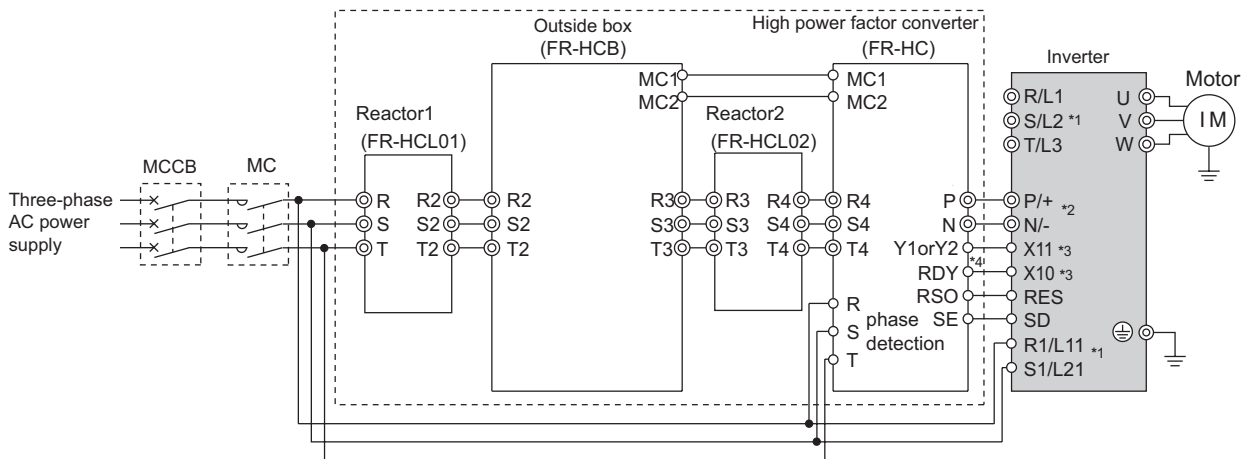 Outside box
(FR-HCB)
High power factor converter
(FR-HC)
Inverter
Motor
MC1
MC2
MC1
MC2
R/L1
S/L2 *1
T/L3
U
V
W
IM
Reactor1
(FR-HCL01)
Reactor2
(FR-HCL02)
MCCB
MC
Three-phase
AC power
supply
R
S
T
R2
S2
T2
R2
S2
T2
R3
S3
T3
R3
S3
T3
R4
S4
T4
R4
S4
T4
P
N
Y1orY2
RDY
*4
RSO
SE
P/+
N/-
*2
X11 *3
X10 *3
RES
SD
R1/L11
*1
S1/L21
R
S
T
phase
detection